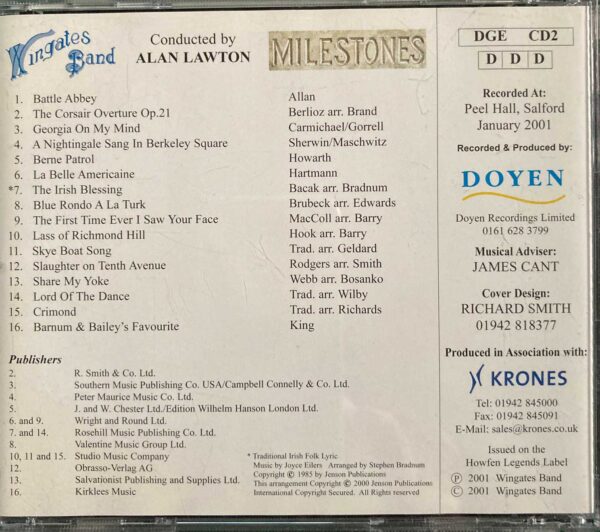 Wingates Band
Conducted by
ALAN LAWTON
MILESTONES
1. Battle Abbey Allan
2. The Corsair Overture Op.21 Berlioz arr. Brand
3. Georgia On My Mind Carmichael/Gorrell
4. A Nightingale Sang In Berkeley Square Sherwin/Maschwitz
5. Berne Patrol Howarth
6. La Belle Americaine Hartmann
*7. The Irish Blessing Bacak arr. Bradnum
8. Blue Rondo A La Turk Brubeck arr. Edwards
9. The First Time Ever I Saw Your Face MacColl arr. Barry
10. Lass of Richmond Hill Hook arr. Barry
11. Skye Boat Song Trad. arr. Geldard
12. Slaughter on Tenth Avenue Rodgers arr. Smith
13. Share My Yoke Webb arr. Bosanko
14. Lord Of The Dance Trad. arr. Wilby
15. Crimond Trad. arr. Richards
16. Barnum & Bailey's Favourite King
Publishers
2. R. Smith & Co. Ltd.
3. Southern Music Publishing Co. USA/Campbell Connelly & Co. Ltd.
4. Peter Maurice Music Co. Ltd.
5. J. and W. Chester Ltd./Edition Wilhelm Hanson London Ltd.
6. and 9. Wright and Round Ltd.
7. and 14. Rosehill Music Publishing Co. Ltd.
8. Valentine Music Group Ltd.
10, 11 and 15. Studio Music Company
12. Obrasso-Verlag AG
13. Salvationist Publishing and Supplies Ltd.
16. Kirklees Music
* Traditional Irish Folk Lyric
Music by Joyce Eilers Arranged by Stephen Bradnum
Copyright © 1985 by Jenson Publications
This arrangement Copyright © 2000 Jenson Publications
International Copyright Secured. All Rights reserved
DGE CD2
D D D
Recorded At:
Peel Hall, Salford
January 2001
Recorded & Produced by:
DOYEN
Doyen Recordings Limited
0161 628 3799
Musical Adviser:
JAMES CANT
Cover Design:
RICHARD SMITH
01942 818377
Produced in Association with:
KRONES
Tel: 01942 845000
Fax: 01942 845091
E-Mail: sales@krones.co.uk
Issued on the
Howfen Legends Label
Ⓟ 2001 Wingates Band
© 2001 Wingates Band